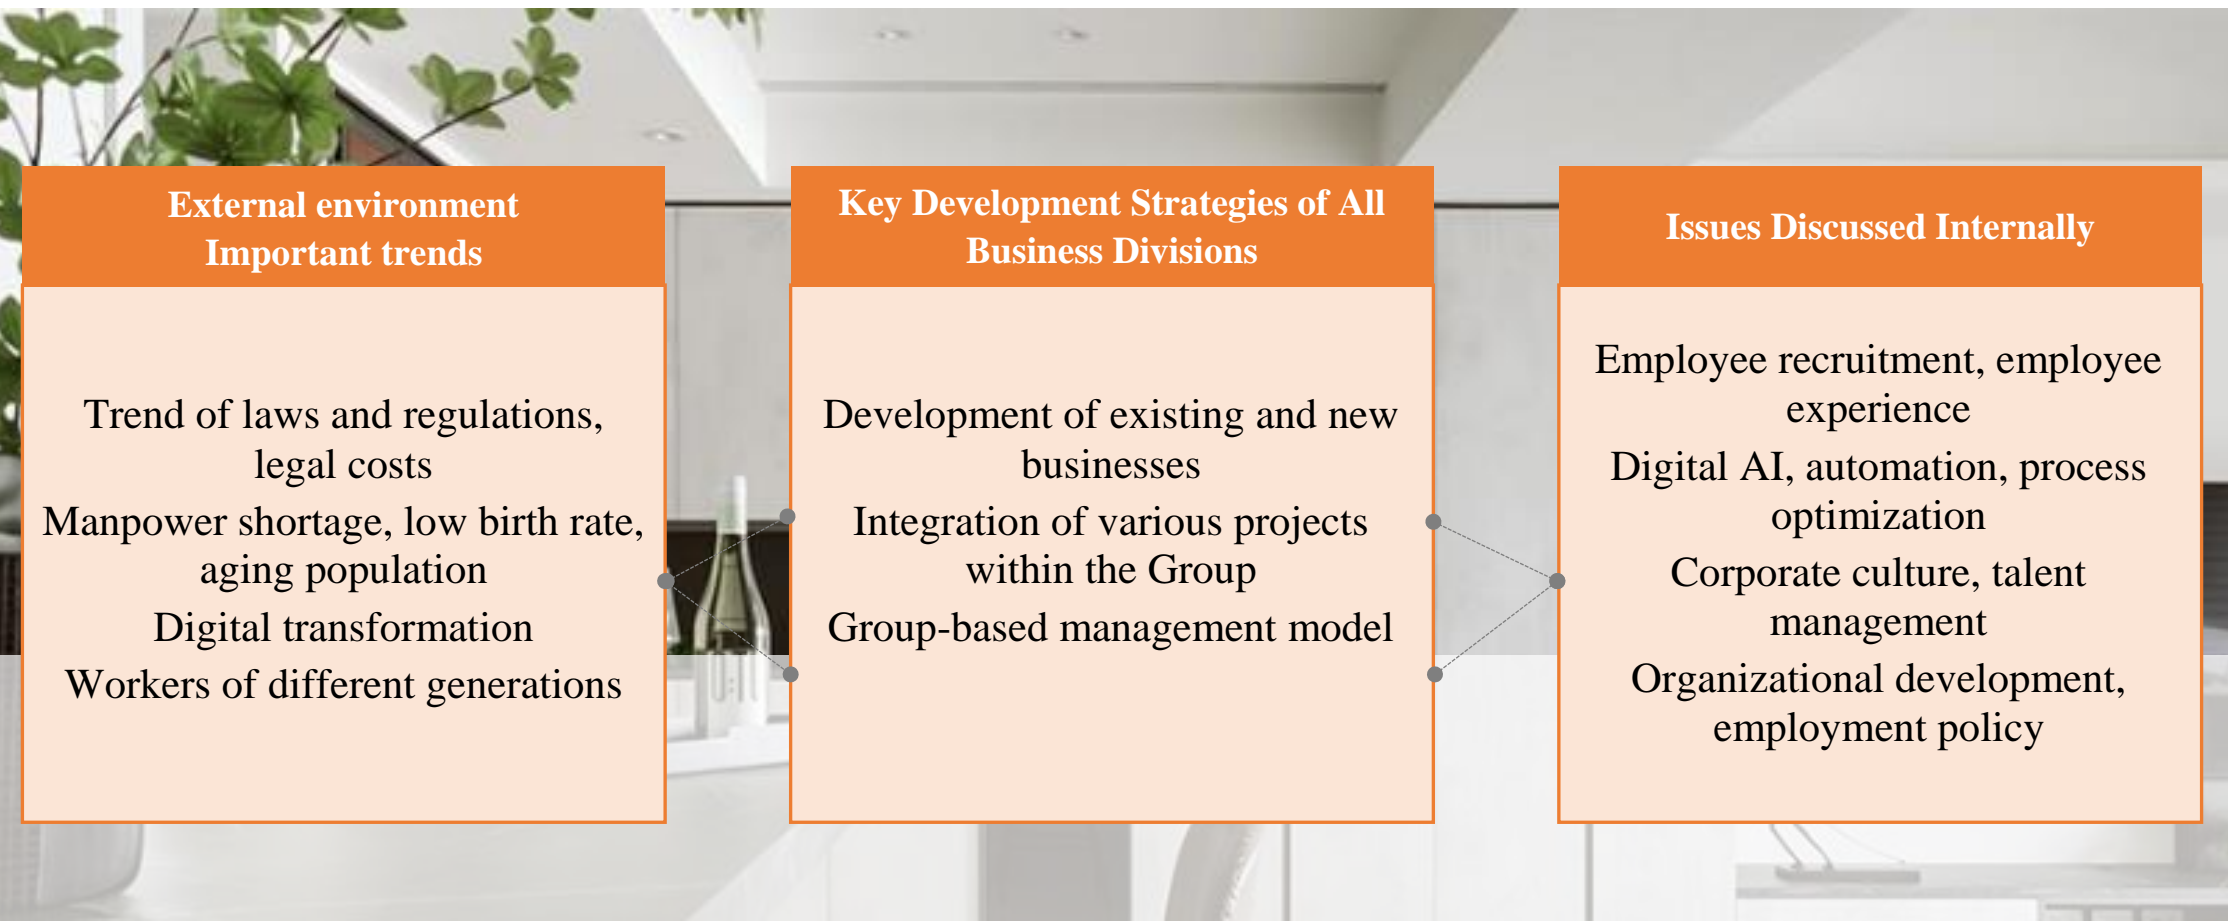 External environment
Important trends
Trend of laws and regulations,
legal costs
Manpower shortage, low birth rate,
aging population
Digital transformation
Workers of different generations
Key Development Strategies of All
Business Divisions
Development of existing and new
businesses
Integration of various projects
within the Group
Group-based management model
Issues Discussed Internally
Employee recruitment, employee
experience
Digital AI, automation, process
optimization
Corporate culture, talent
management
Organizational development,
employment policy